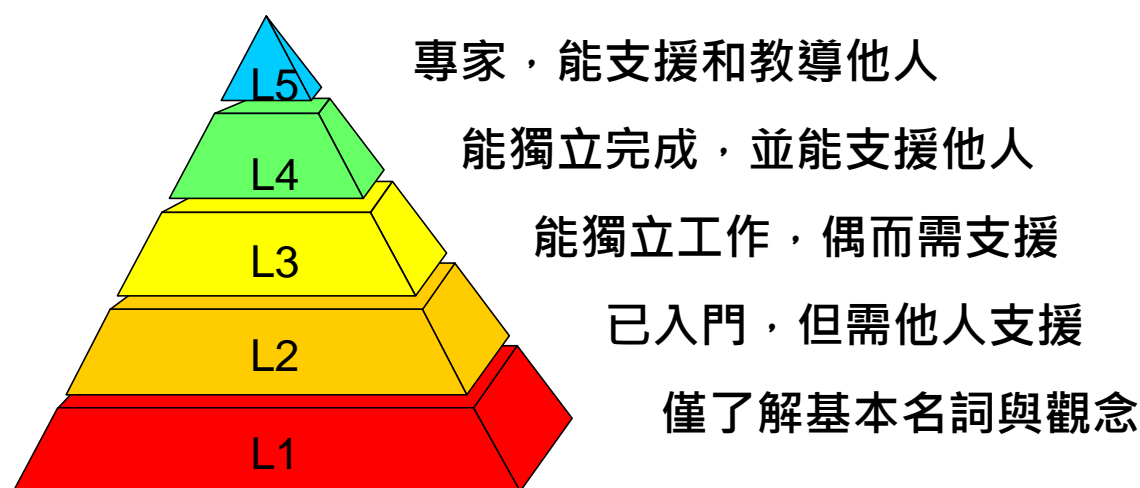 L5 專家，能支援和教導他人
L4 能獨立完成，並能支援他人
L3 能獨立工作，偶而需支援
L2 已入門，但需他人支援
L1 僅了解基本名詞與觀念